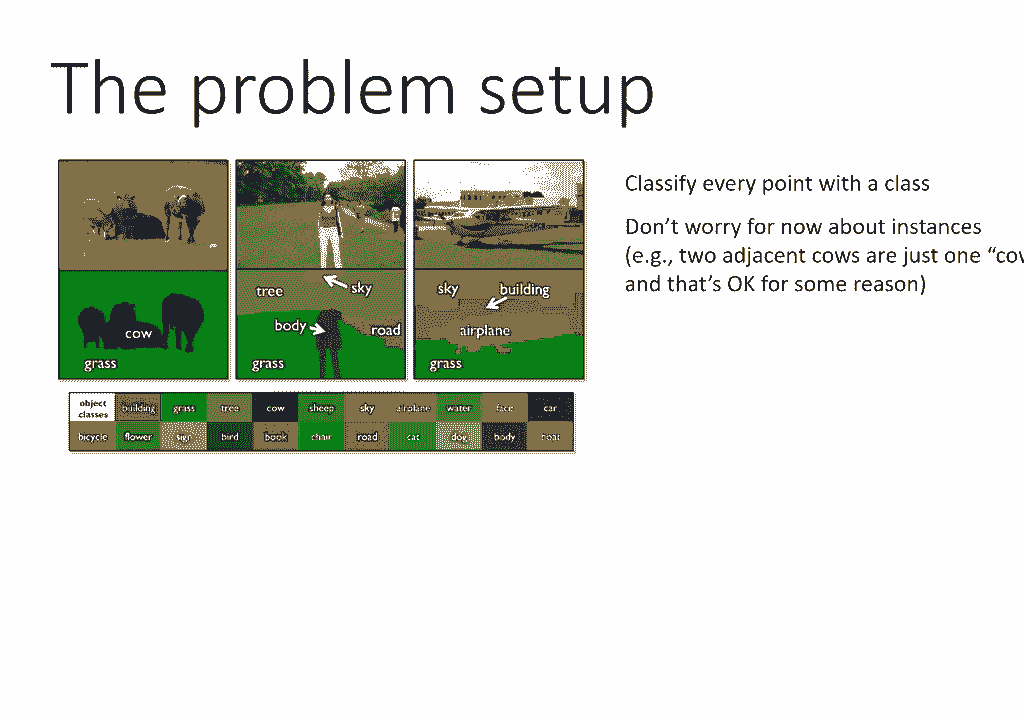 The problem setup
Classify every point with a class
Don't worry for now about instances
(e.g., two adjacent cows are just one “cow
and that's OK for some reason)
cow
grass
tree
sky
body
road
grass
sky
building
airplane
grass
object classes
building grass tree cow sheep sky airplane water face car
bicycle flower sign bird book chair road cat dog body boat